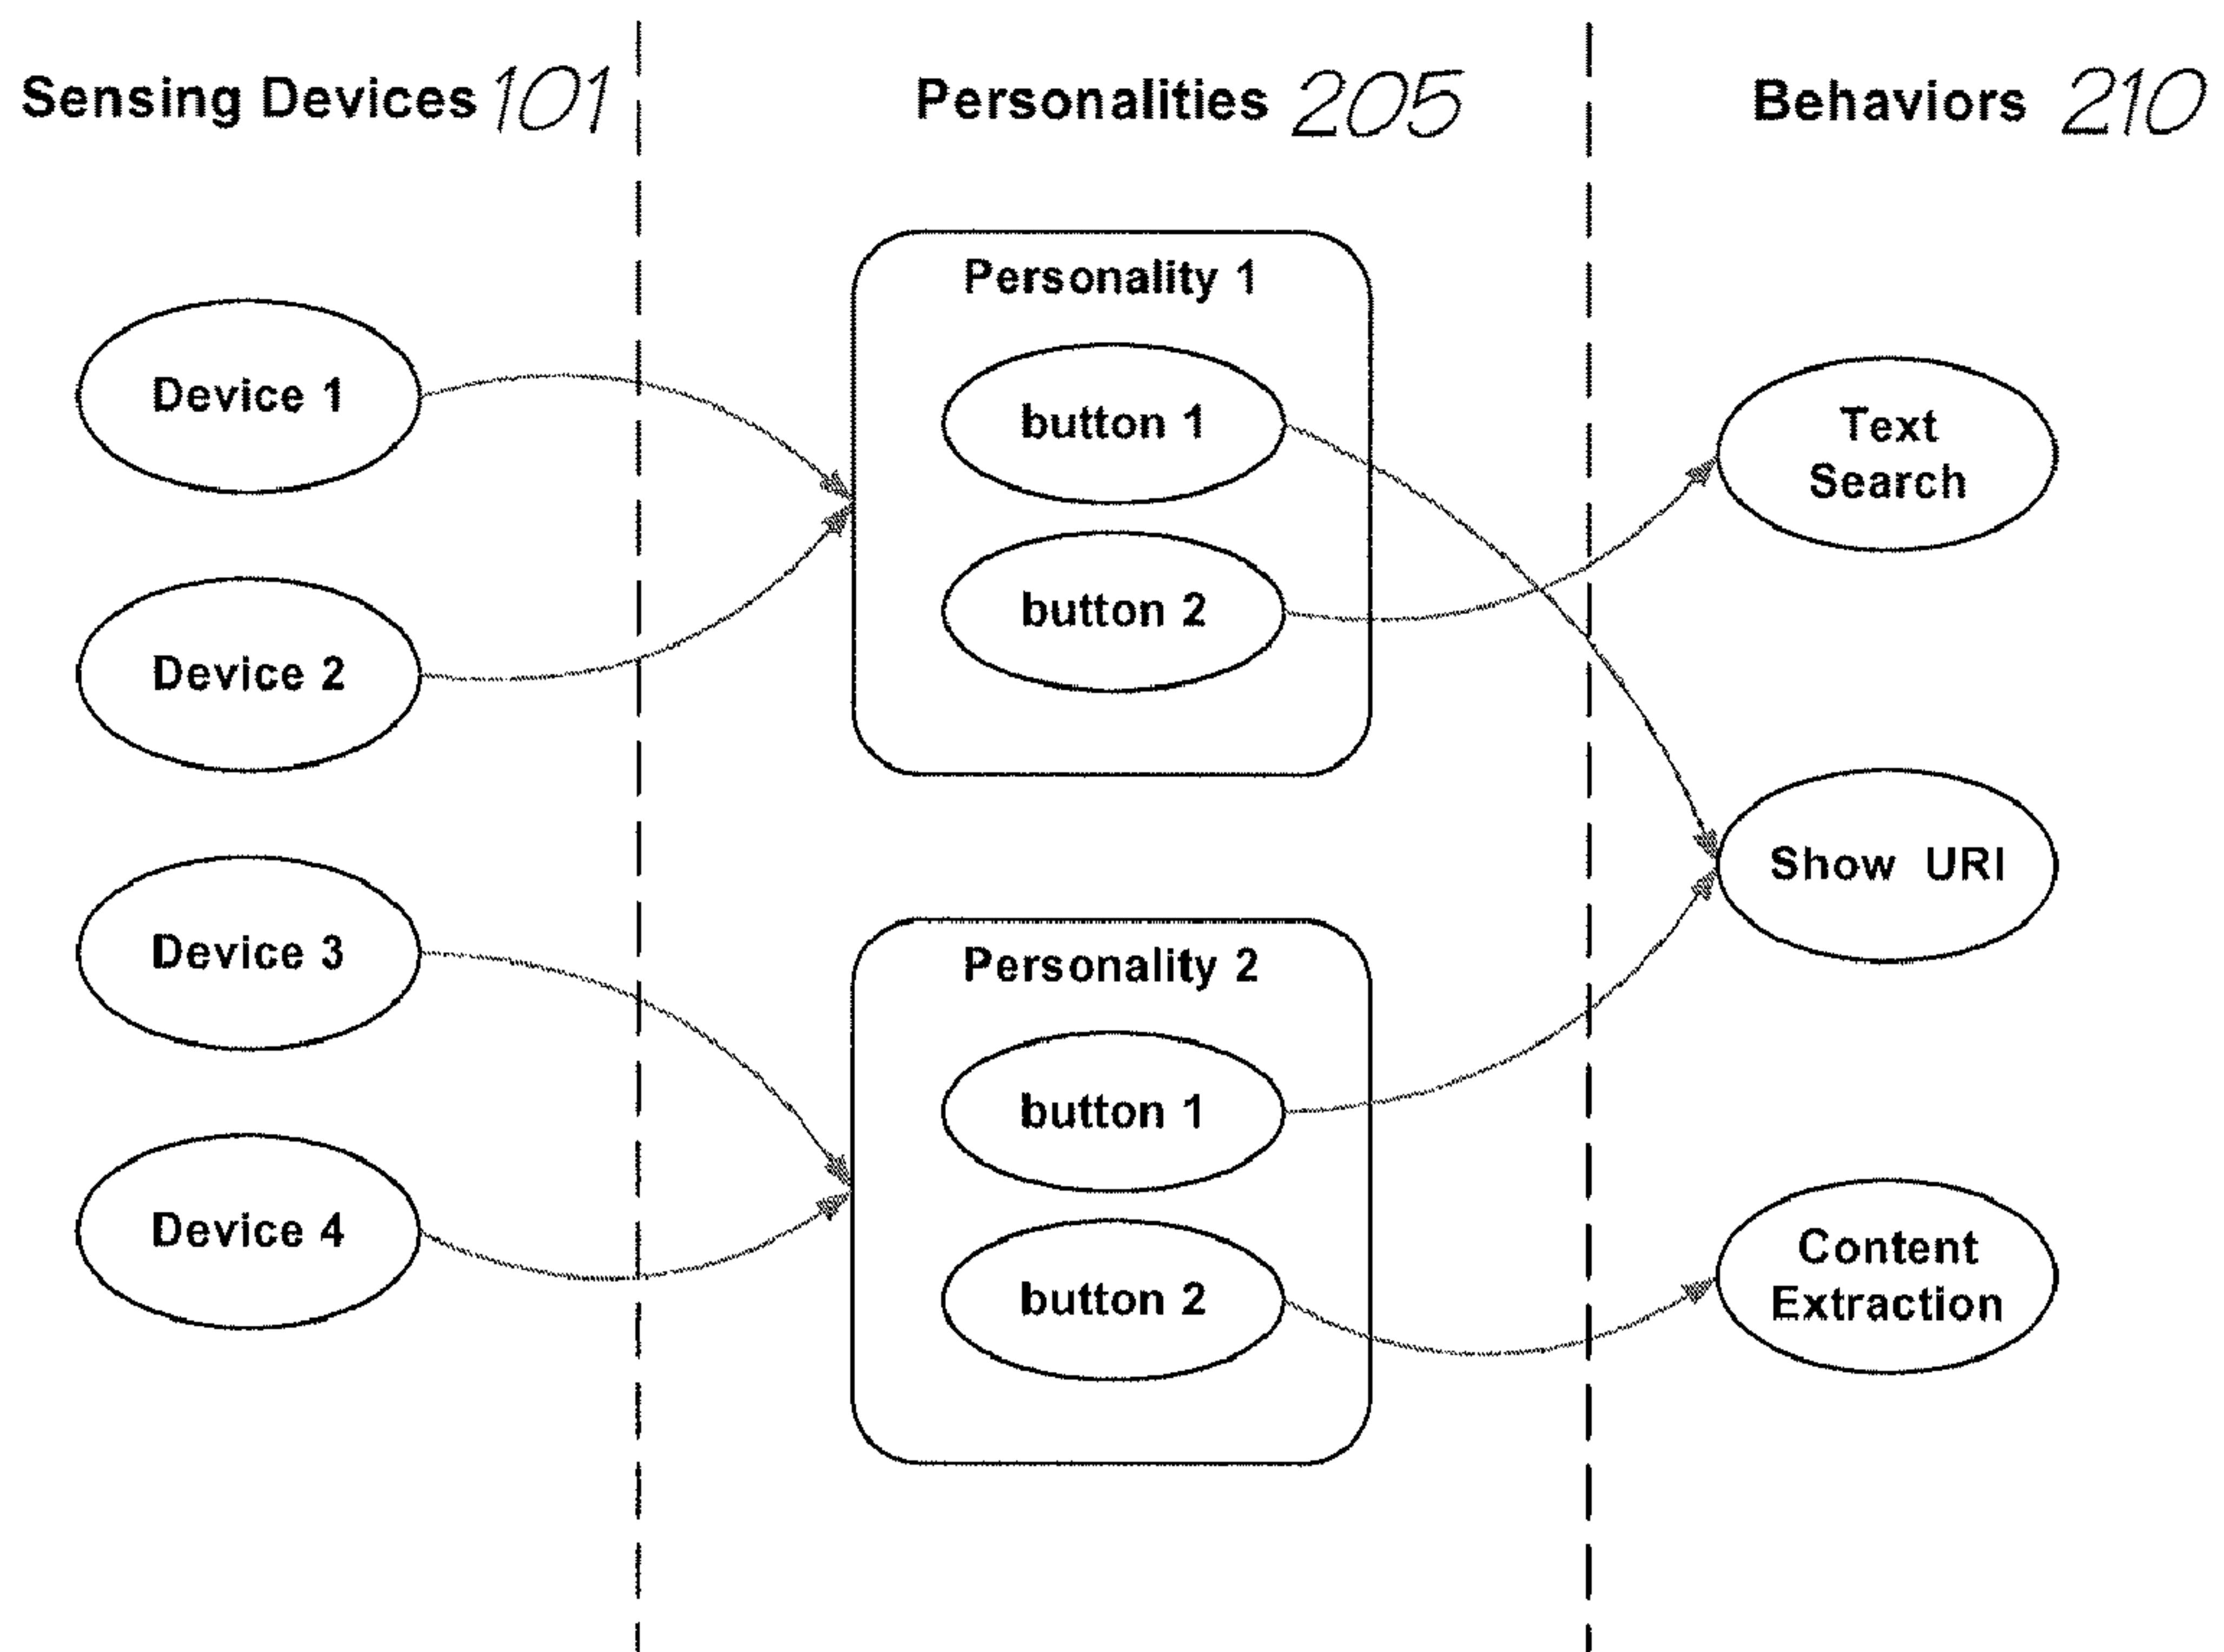 Sensing Devices 101
Personalities 205
Behaviors 210
Device 1
Device 2
Device 3
Device 4
Personality 1
button 1
button 2
Personality 2
button 1
button 2
Text
Search
Show URI
Content
Extraction